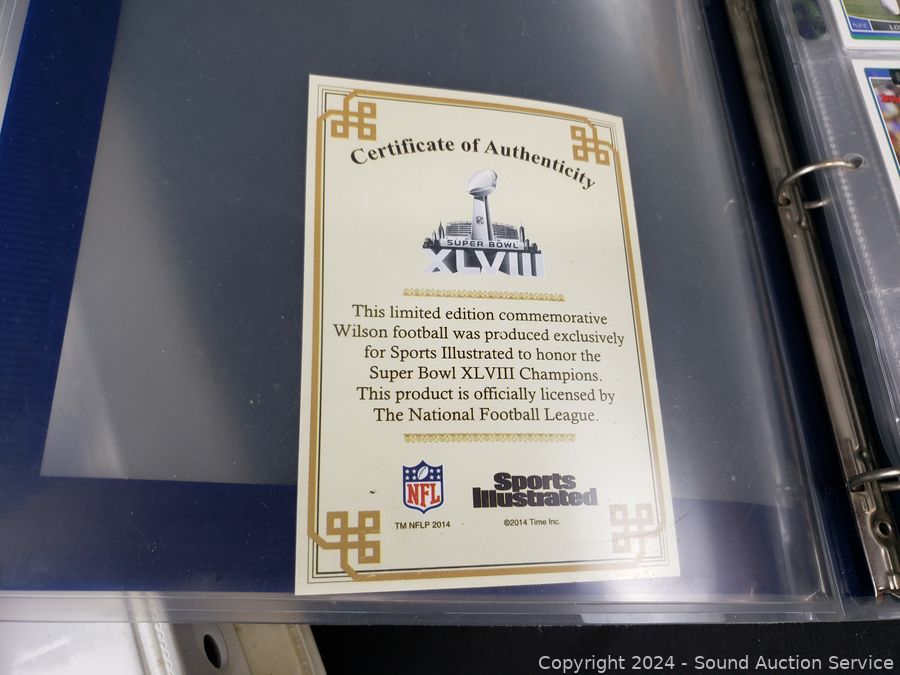 Certificate of Authenticity
NFL
SUPER BOWL
XLVIII
This limited edition commemorative
Wilson football was produced exclusively
for Sports Illustrated to honor the
Super Bowl XLVIII Champions.
This product is officially licensed by
The National Football League.
NFL
TM NFLP 2014
Sports
Illustrated
©2014 Time Inc.
Copyright 2024 - Sound Auction Service